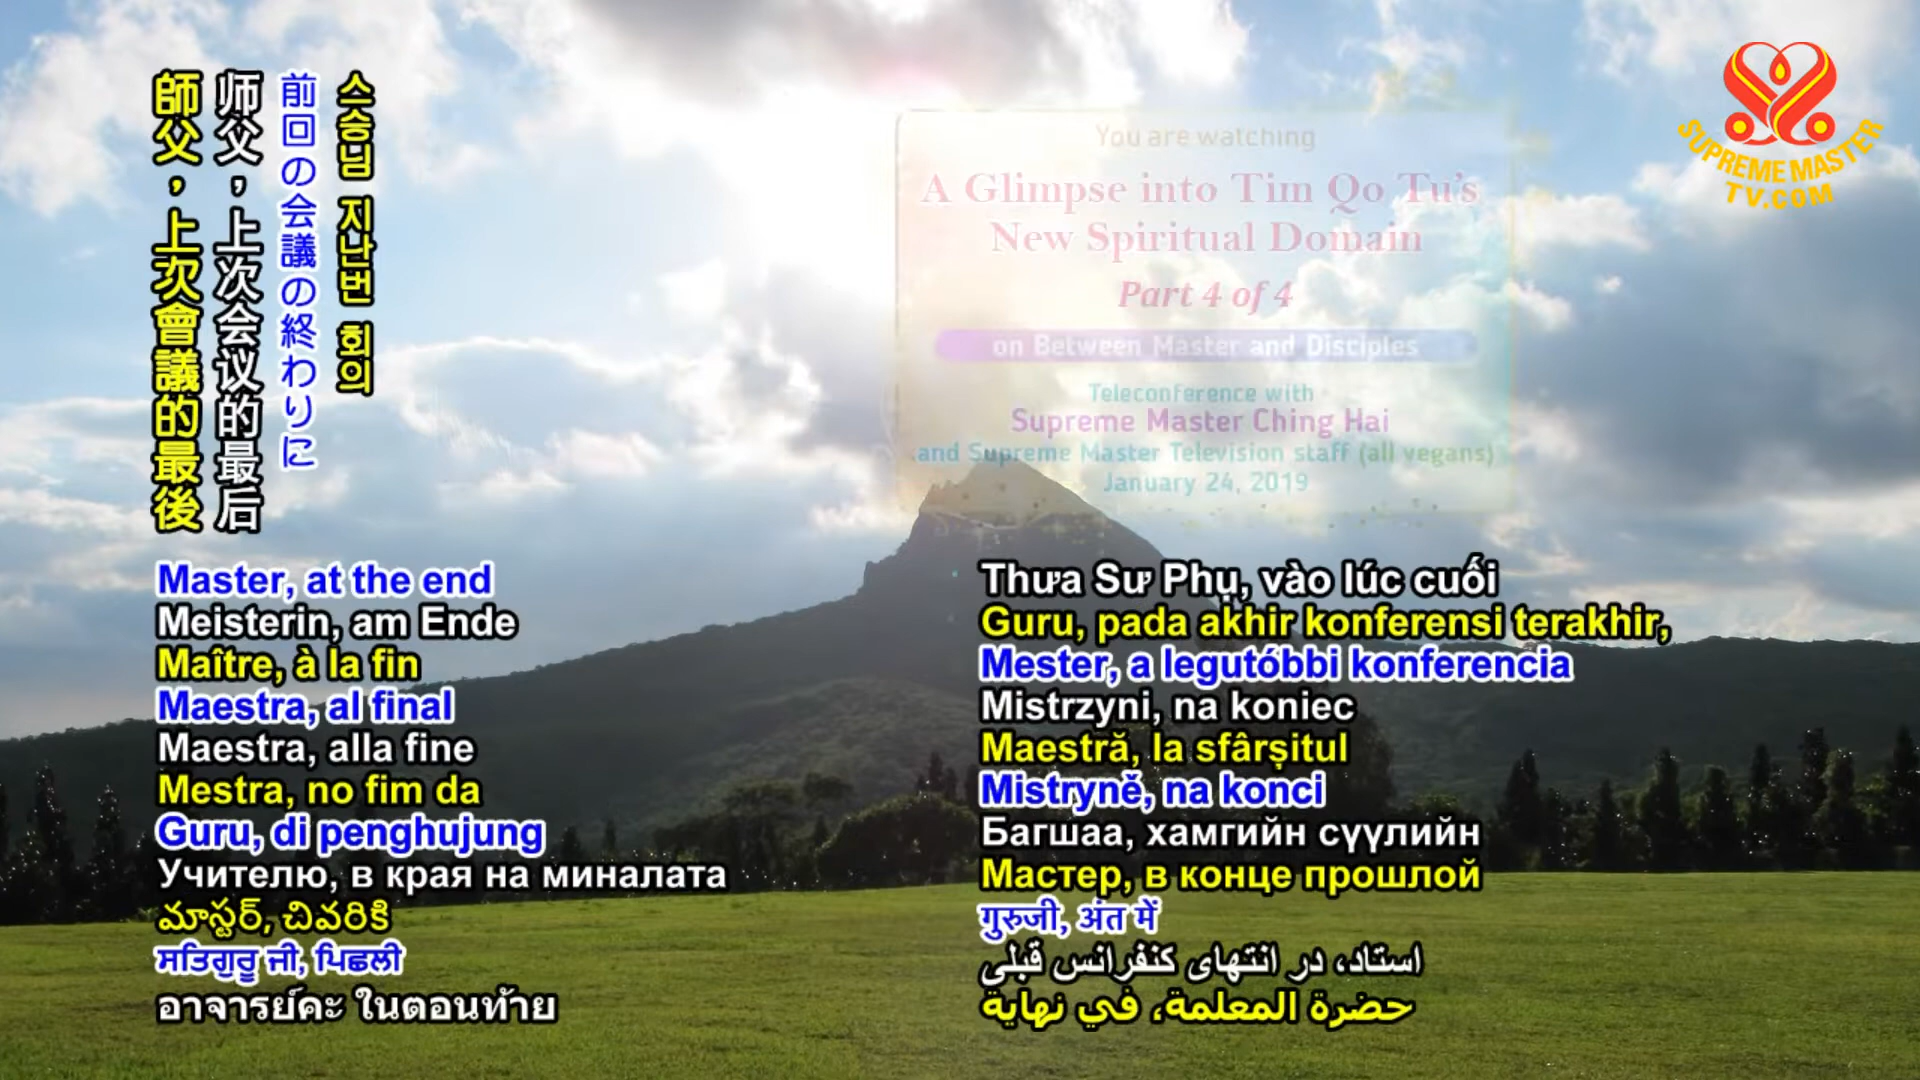 스승님 지난번 회의
前回の会議の終わりに
师父，上次会议的最后
師父，上次會議的最後
You are watching
A Glimpse into Tim Qo Tu's
New Spiritual Domain
Part 4 of 4
on Between Master and Disciples
Teleconference with
Supreme Master Ching Hai
and Supreme Master Television staff (all vegans)
January 24, 2019
SUPREME MASTER
TV.COM
Master, at the end
Meisterin, am Ende
Maître, à la fin
Maestra, al final
Maestra, alla fine
Mestra, no fim da
Guru, di penghujung
Учителю, в края на миналата
మాస్టర్, చివరికి
ਸਤਿਗੁਰੂ ਜੀ, ਪਿਛਲੀ
อาจารย์คะ ในตอนท้าย
Thưa Sư Phụ, vào lúc cuối
Guru, pada akhir konferensi terakhir,
Mester, a legutóbbi konferencia
Mistrzyni, na koniec
Maestră, la sfârșitul
Mistryně, na konci
Багшаа, хамгийн сүүлийн
Мастер, в конце прошлой
गुरुजी, अंत में
استاد، در انتهای کنفرانس قبلی
حضرة المعلمة، في نهاية